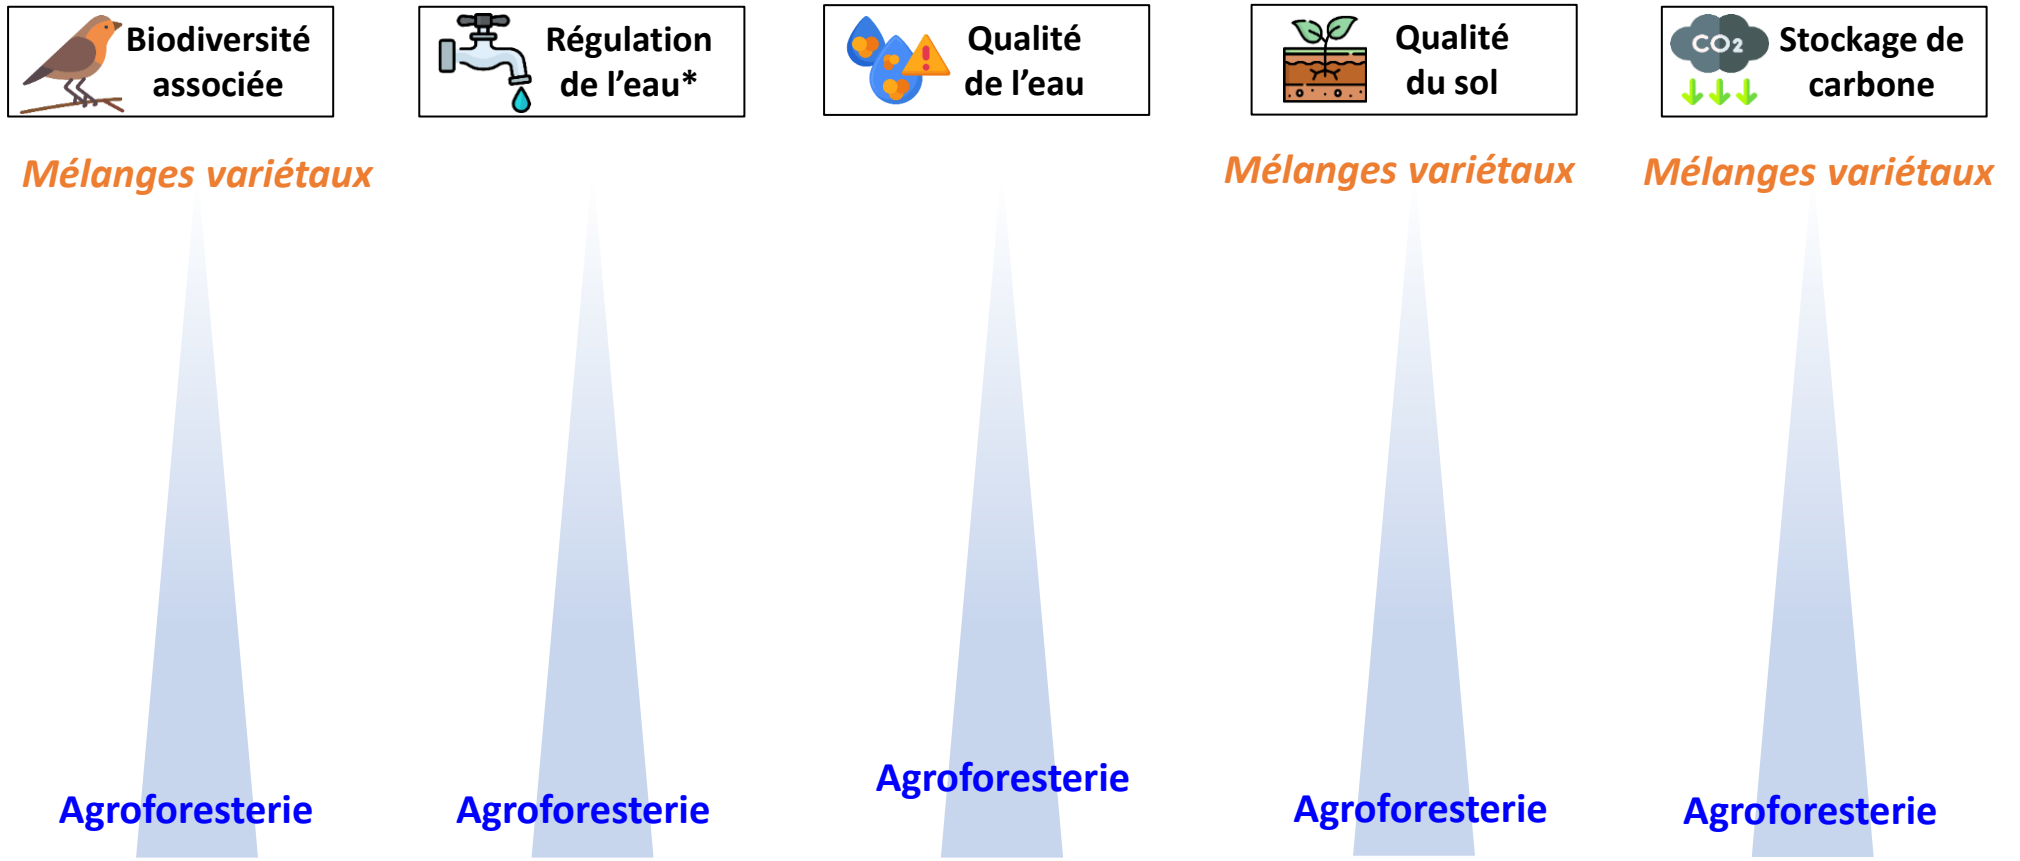 Biodiversité
associée
Régulation
de l’eau*
Qualité
de l’eau
Qualité
du sol
CO2
Stockage de
carbone
Mélanges variétaux
Mélanges variétaux
Mélanges variétaux
Agroforesterie
Agroforesterie
Agroforesterie
Agroforesterie
Agroforesterie